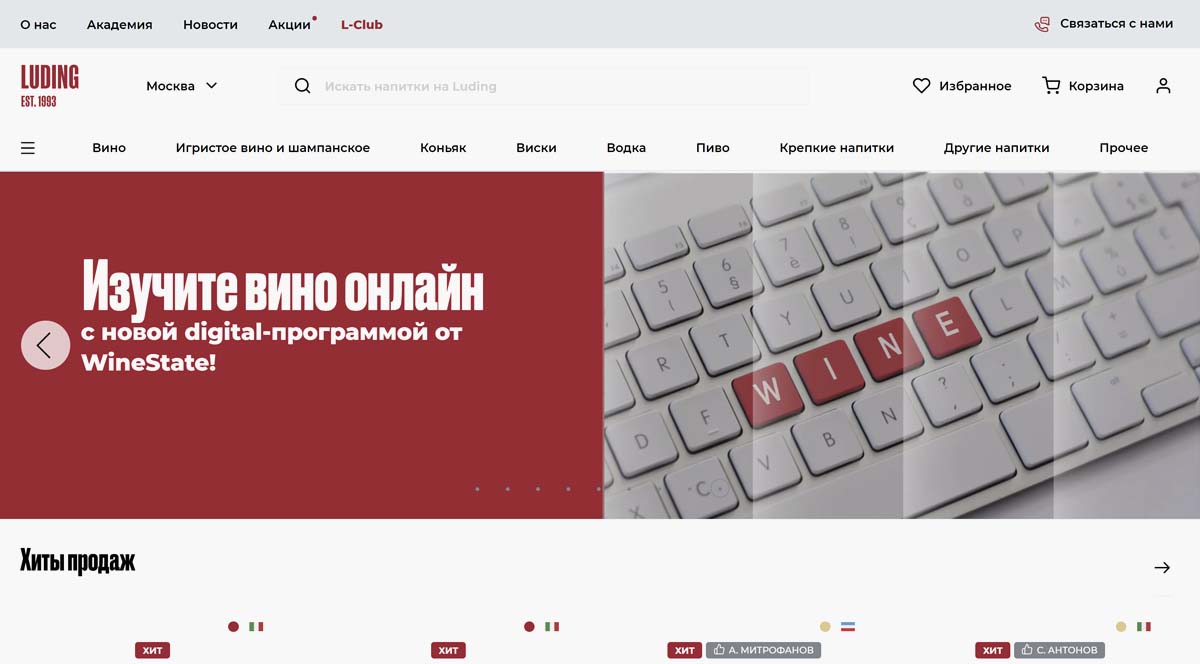 О нас Академия Новости Акции L-Club Связаться с нами
LUDING
EST. 1993
Москва Искать напитки на Luding Избранное Корзина
Вино Игристое вино и шампанское Коньяк Виски Водка Пиво Крепкие напитки Другие напитки Прочее
Изучите вино онлайн
с новой digital-программой от
WineState!
WINE
Хиты продаж
ХИТ ХИТ ХИТ А. МИТРОФАНОВ ХИТ С. АНТОНОВ